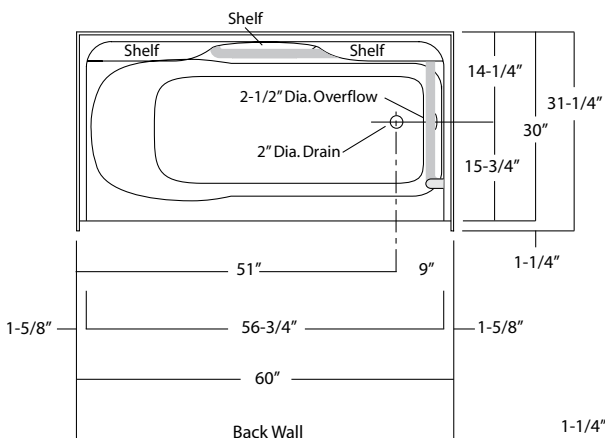 Shelf
Shelf
Shelf
14-1/4”
2-1/2” Dia. Overflow
31-1/4”
30”
2” Dia. Drain
15-3/4”
51”
9”
1-1/4”
1-5/8”
56-3/4”
1-5/8”
60”
Back Wall
1-1/4”